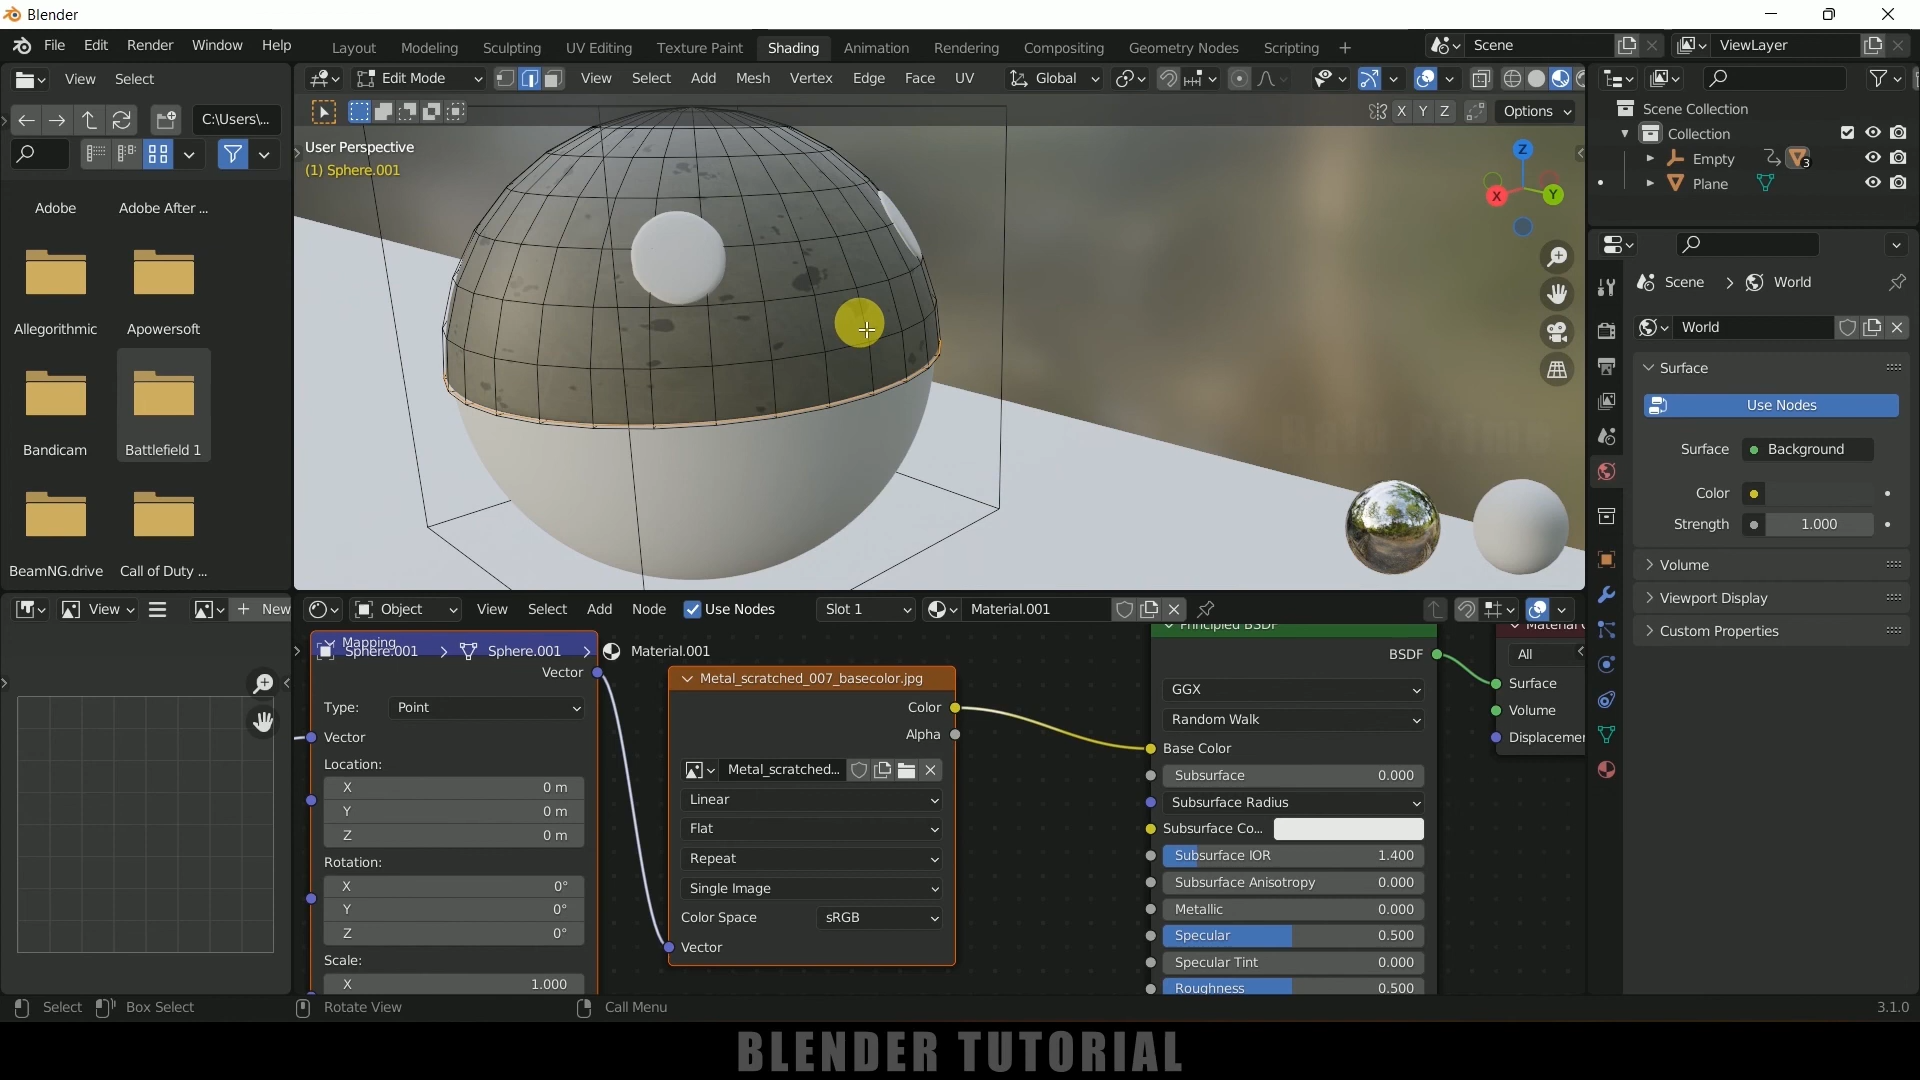 Blender
File Edit Render Window Help
Layout Modeling Sculpting UV Editing Texture Paint Shading Animation Rendering Compositing Geometry Nodes Scripting +
Scene
ViewLayer
View Select
Edit Mode
View Select Add Mesh Vertex Edge Face UV
Global
C:\Users\...
X Y Z
Options
User Perspective
(1) Sphere.001
Z
X
Y
Adobe
Adobe After ...
Allegorithmic
Apowersoft
Bandicam
Battlefield 1
BeamNG.drive
Call of Duty ...
Scene Collection
Collection
Empty
3
Plane
Scene > World
World
Surface
Use Nodes
Surface
Background
Color
Strength
1.000
Volume
Viewport Display
Custom Properties
View
+ New
Object
View Select Add Node
Use Nodes
Slot 1
Material.001
Mapping
Sphere.001 > Sphere.001 > Material.001
Vector
Type: Point
Vector
Location:
X 0 m
Y 0 m
Z 0 m
Rotation:
X 0°
Y 0°
Z 0°
Scale:
X 1.000
Metal_scratched_007_basecolor.jpg
Color
Alpha
Metal_scratched...
Linear
Flat
Repeat
Single Image
Color Space sRGB
Vector
Principled BSDF
BSDF
GGX
Random Walk
Base Color
Subsurface 0.000
Subsurface Radius
Subsurface Co...
Subsurface IOR 1.400
Subsurface Anisotropy 0.000
Metallic 0.000
Specular 0.500
Specular Tint 0.000
Roughness 0.500
All
Surface
Volume
Select
Box Select
Rotate View
Call Menu
3.1.0
BLENDER TUTORIAL